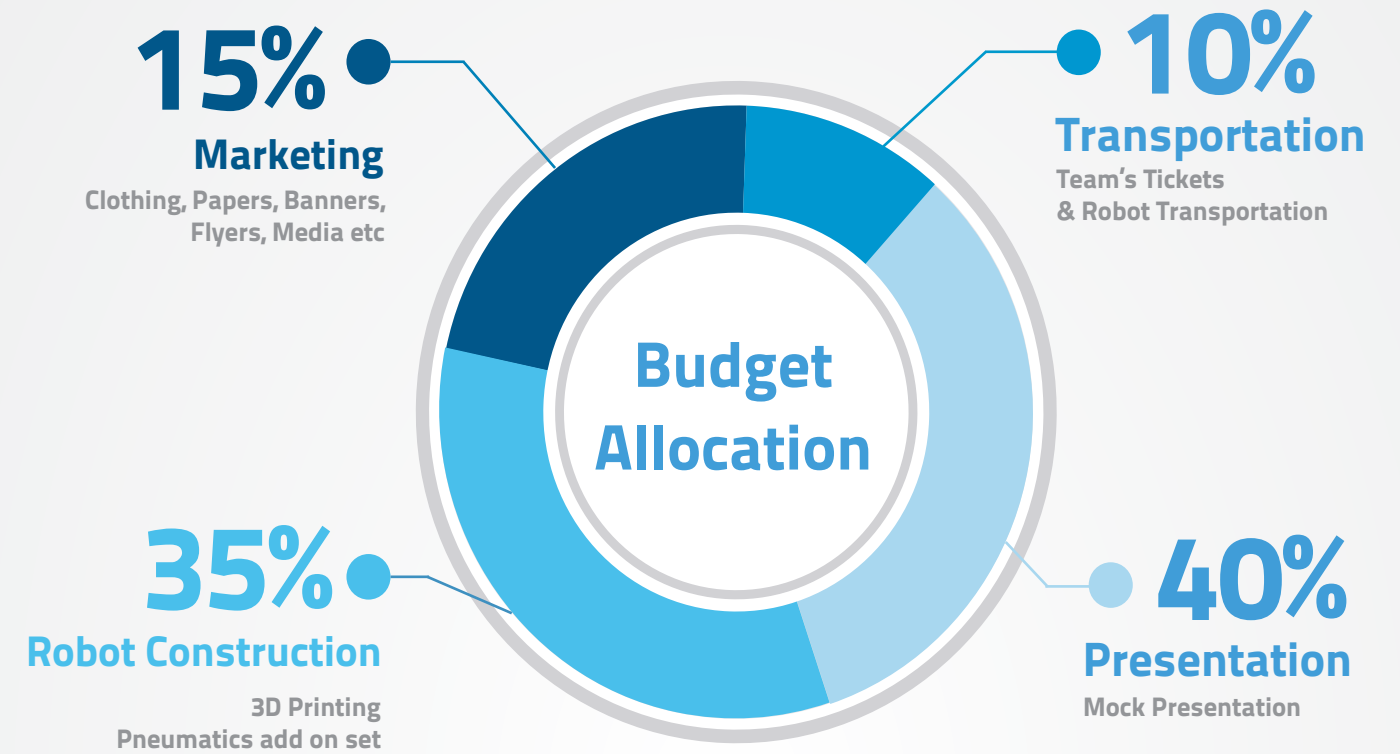 15%
Marketing
Clothing, Papers, Banners,
Flyers, Media etc
10%
Transportation
Team's Tickets
& Robot Transportation
Budget
Allocation
35%
Robot Construction
3D Printing
Pneumatics add on set
40%
Presentation
Mock Presentation